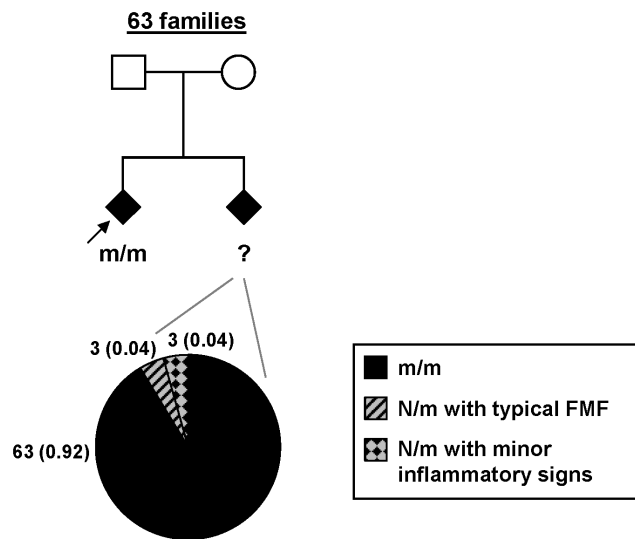 63 families
m/m
?
3 (0.04)
3 (0.04)
63 (0.92)
m/m
N/m with typical FMF
N/m with minor
inflammatory signs